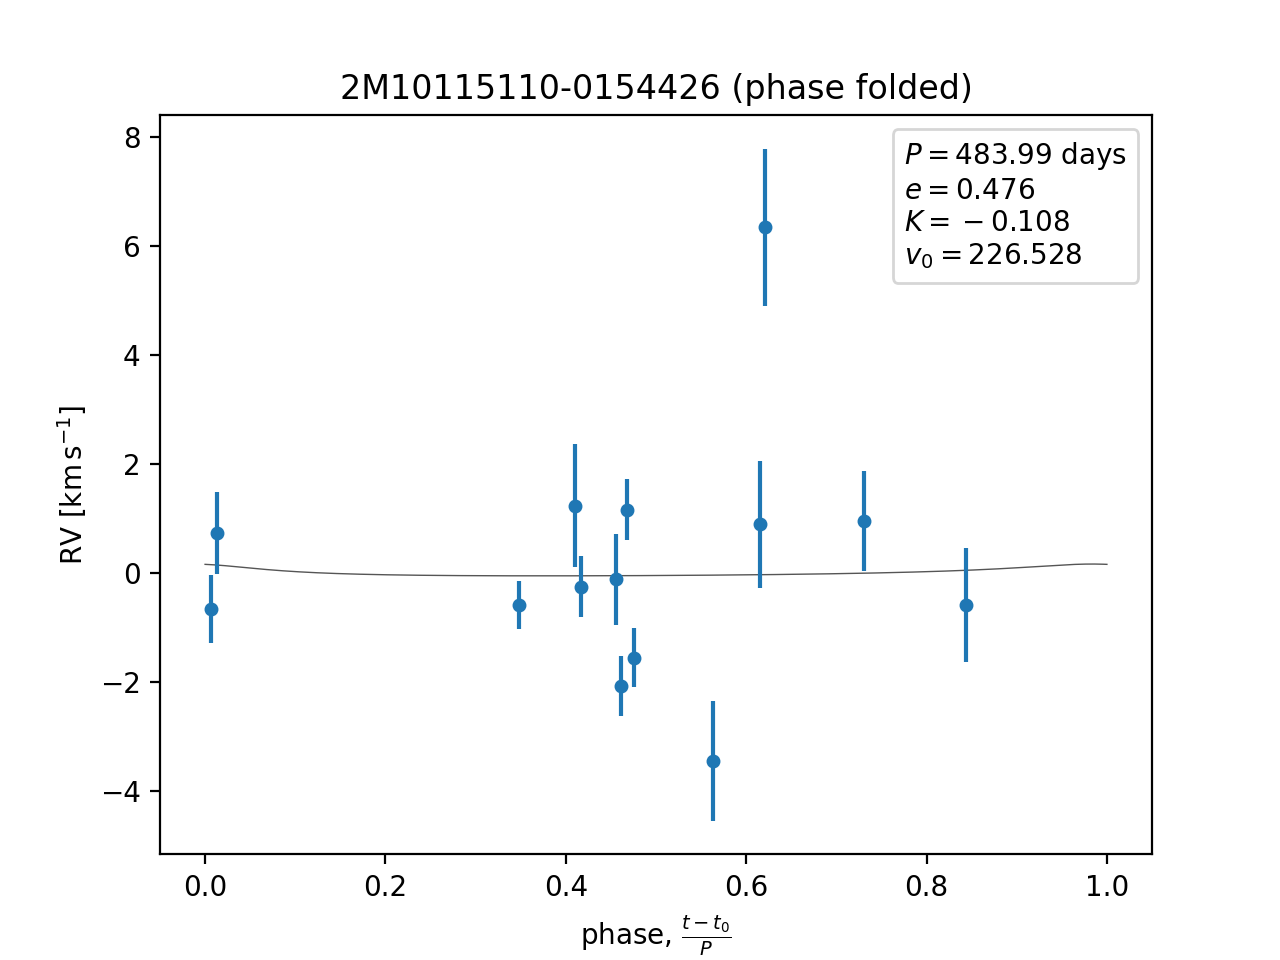 2M10115110-0154426 (phase folded)
P = 483.99 days
e = 0.476
K = −0.108
v₀ = 226.528
8
6
4
2
0
−2
−4
RV [km s⁻¹]
0.0 0.2 0.4 0.6 0.8 1.0
phase, (t − t₀)/P